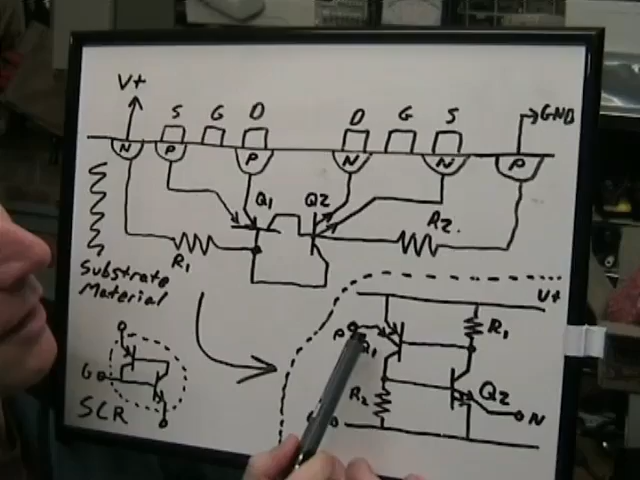 V+
S G D D G S GND
N P P N N P
Q1 Q2
R1 R2
Substrate
Material
V+
P Q1 R1
R2 Q2 N
G
SCR